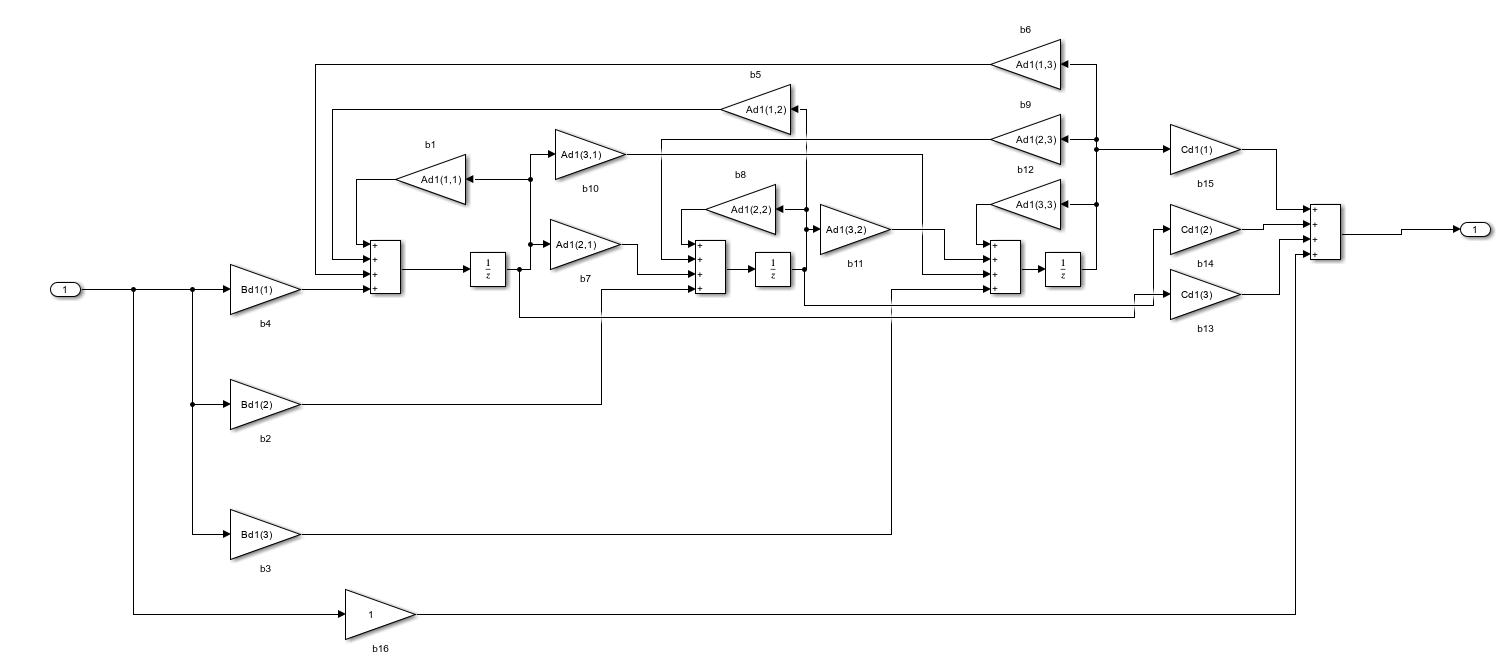 b6
Ad1(1,3)
b5
Ad1(1,2)
b9
Ad1(2,3)
b1
Ad1(1,1)
Ad1(3,1)
b10
Cd1(1)
b15
b12
Ad1(3,3)
b8
Ad1(2,2)
Ad1(3,2)
b11
Ad1(2,1)
b7
Cd1(2)
b14
+
+
+
+
1
+
+
+
+
1
z
+
+
+
+
1
z
+
+
+
+
1
z
1
Bd1(1)
b4
Cd1(3)
b13
Bd1(2)
b2
Bd1(3)
b3
1
b16